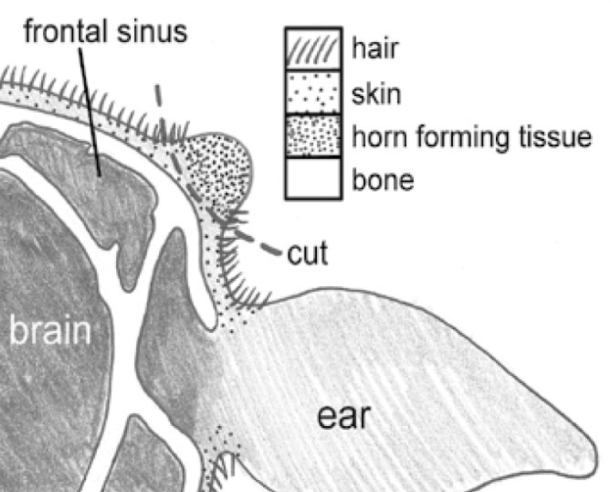 frontal sinus
hair
skin
horn forming tissue
bone
cut
brain
ear